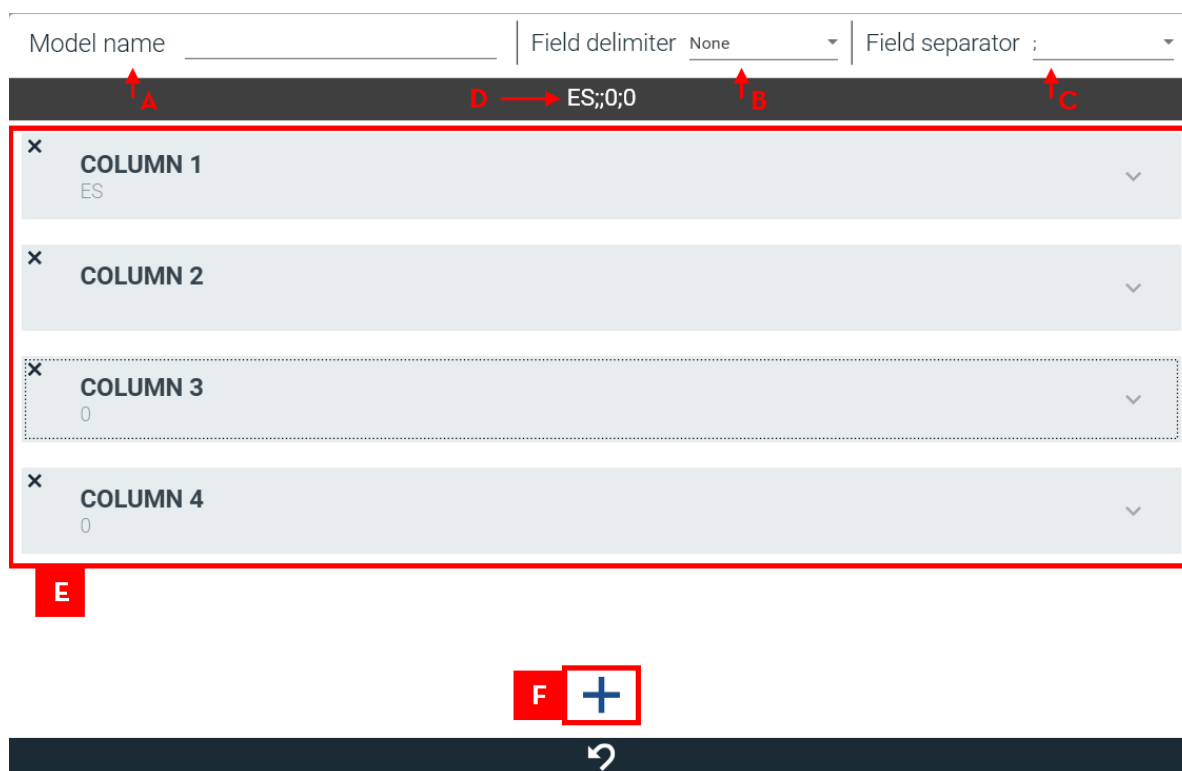 Model name Field delimiter None Field separator ;
A D ES;;0;0 B C
COLUMN 1
ES
COLUMN 2
COLUMN 3
0
COLUMN 4
0
E
F